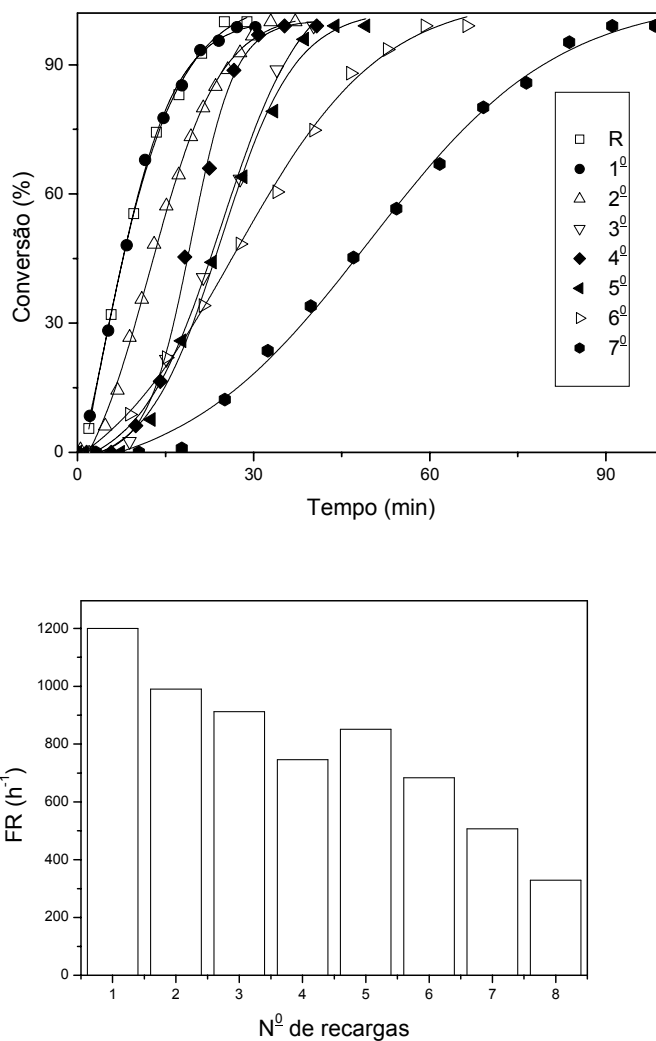 90
60
30
0
0 30 60 90
Conversão (%)
Tempo (min)
R
1º
2º
3º
4º
5º
6º
7º
1200
1000
800
600
400
200
0
1 2 3 4 5 6 7 8
FR (h⁻¹)
Nº de recargas